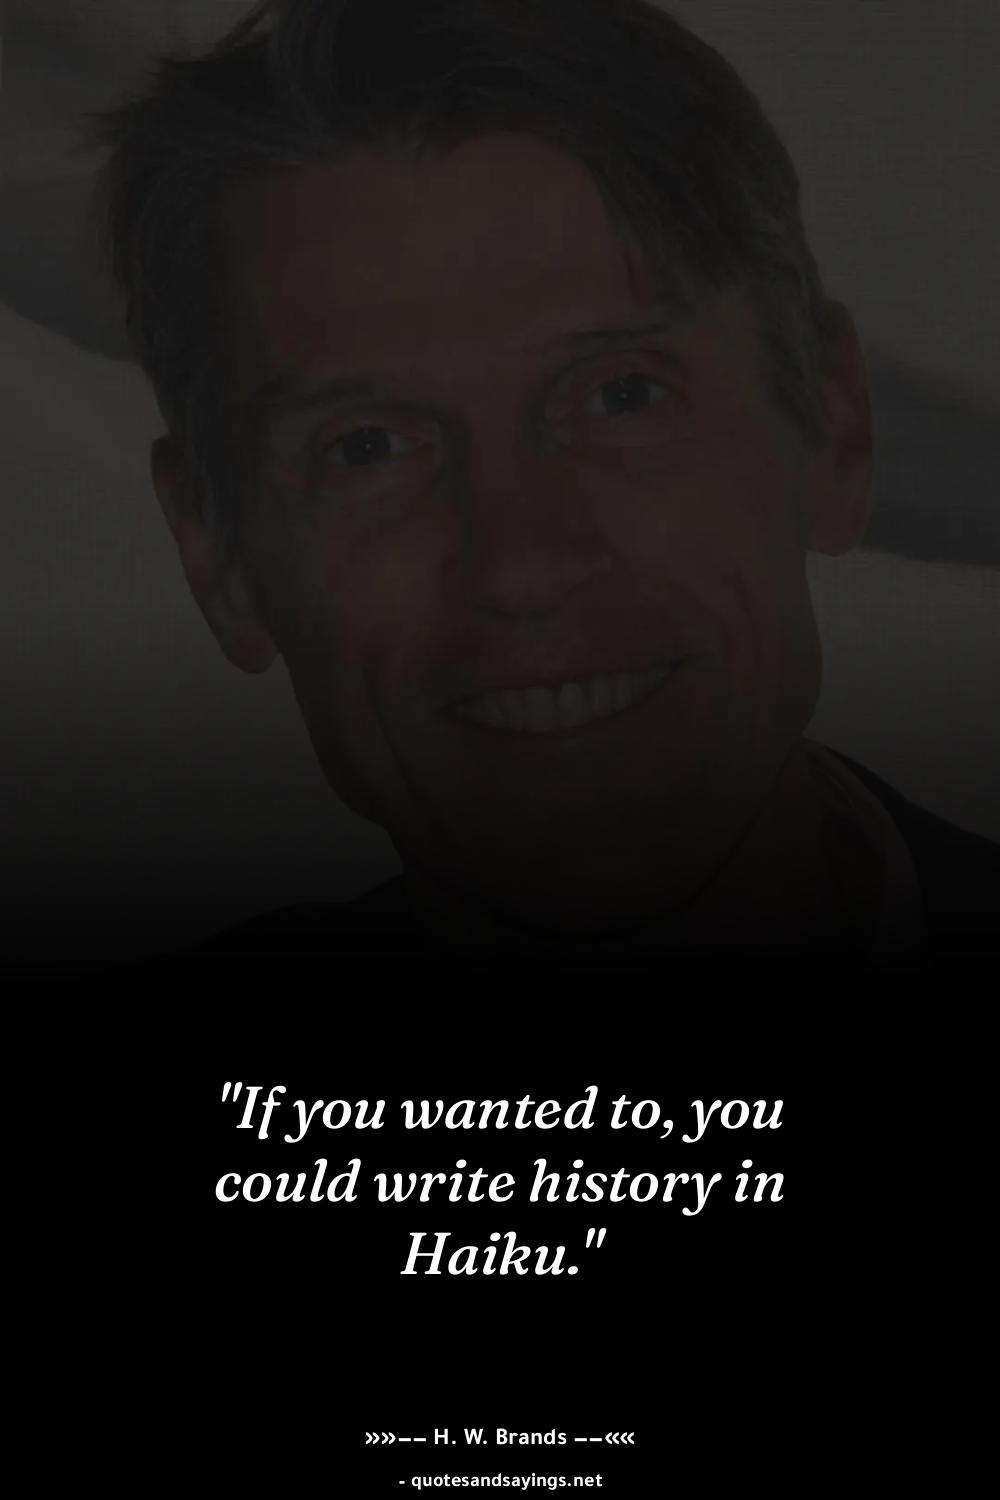 "If you wanted to, you
could write history in
Haiku."
»»−− H. W. Brands −−««
- quotesandsayings.net